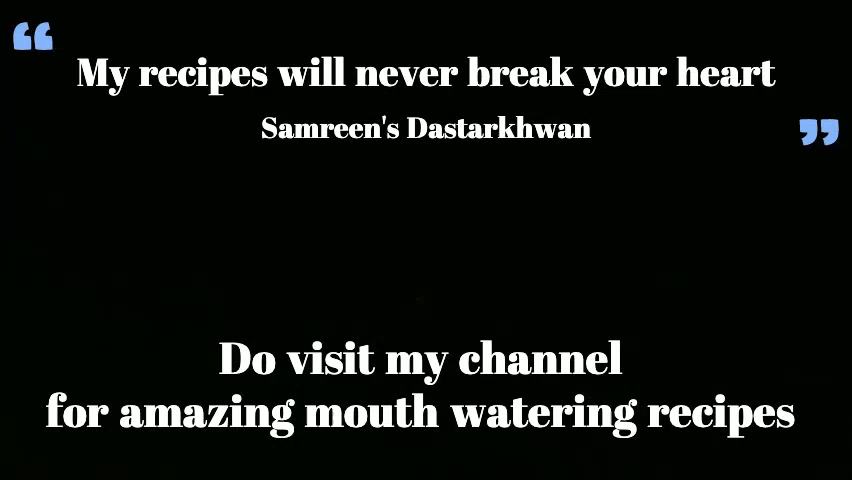 “
My recipes will never break your heart
Samreen's Dastarkhwan
”
Do visit my channel
for amazing mouth watering recipes